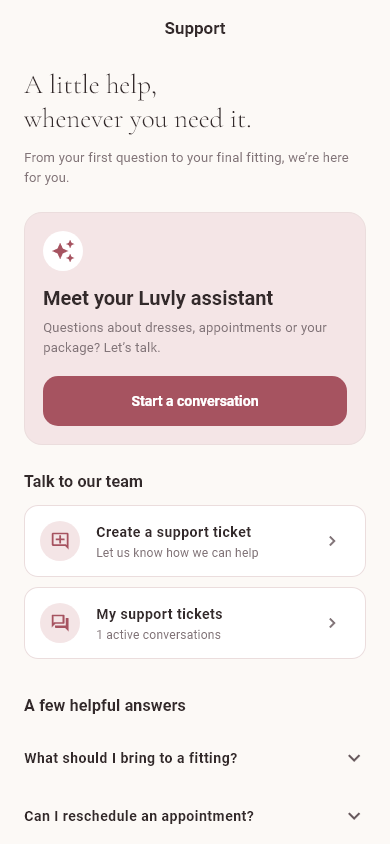 Support
A little help,
whenever you need it.
From your first question to your final fitting, we’re here
for you.
Meet your Luvly assistant
Questions about dresses, appointments or your
package? Let’s talk.
Start a conversation
Talk to our team
Create a support ticket
Let us know how we can help
My support tickets
1 active conversations
A few helpful answers
What should I bring to a fitting?
Can I reschedule an appointment?